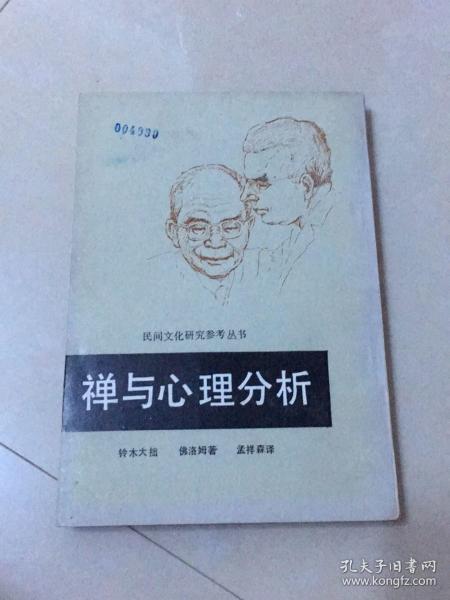 004930
民间文化研究参考丛书
禅与心理分析
铃木大拙 佛洛姆著 孟祥森译
孔夫子旧书网
www.kongfz.com